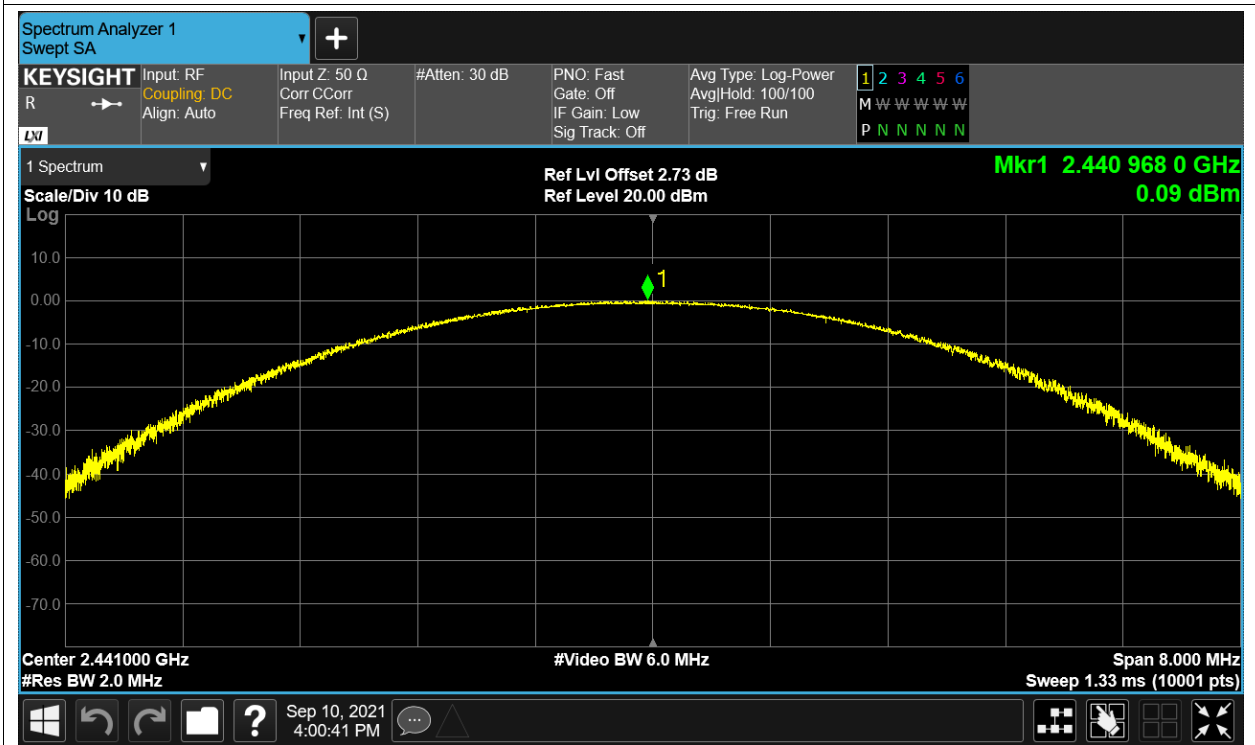 Spectrum Analyzer 1
Swept SA
KEYSIGHT
R
LXI
Input: RF
Coupling: DC
Align: Auto
Input Z: 50 Ω
Corr CCorr
Freq Ref: Int (S)
#Atten: 30 dB
PNO: Fast
Gate: Off
IF Gain: Low
Sig Track: Off
Avg Type: Log-Power
Avg|Hold: 100/100
Trig: Free Run
1 2 3 4 5 6
M W W W W W
P N N N N N
1 Spectrum
Scale/Div 10 dB
Log
Ref Lvl Offset 2.73 dB
Ref Level 20.00 dBm
Mkr1 2.440 968 0 GHz
0.09 dBm
1
10.0
0.00
-10.0
-20.0
-30.0
-40.0
-50.0
-60.0
-70.0
Center 2.441000 GHz
#Res BW 2.0 MHz
#Video BW 6.0 MHz
Span 8.000 MHz
Sweep 1.33 ms (10001 pts)
?
Sep 10, 2021
4:00:41 PM